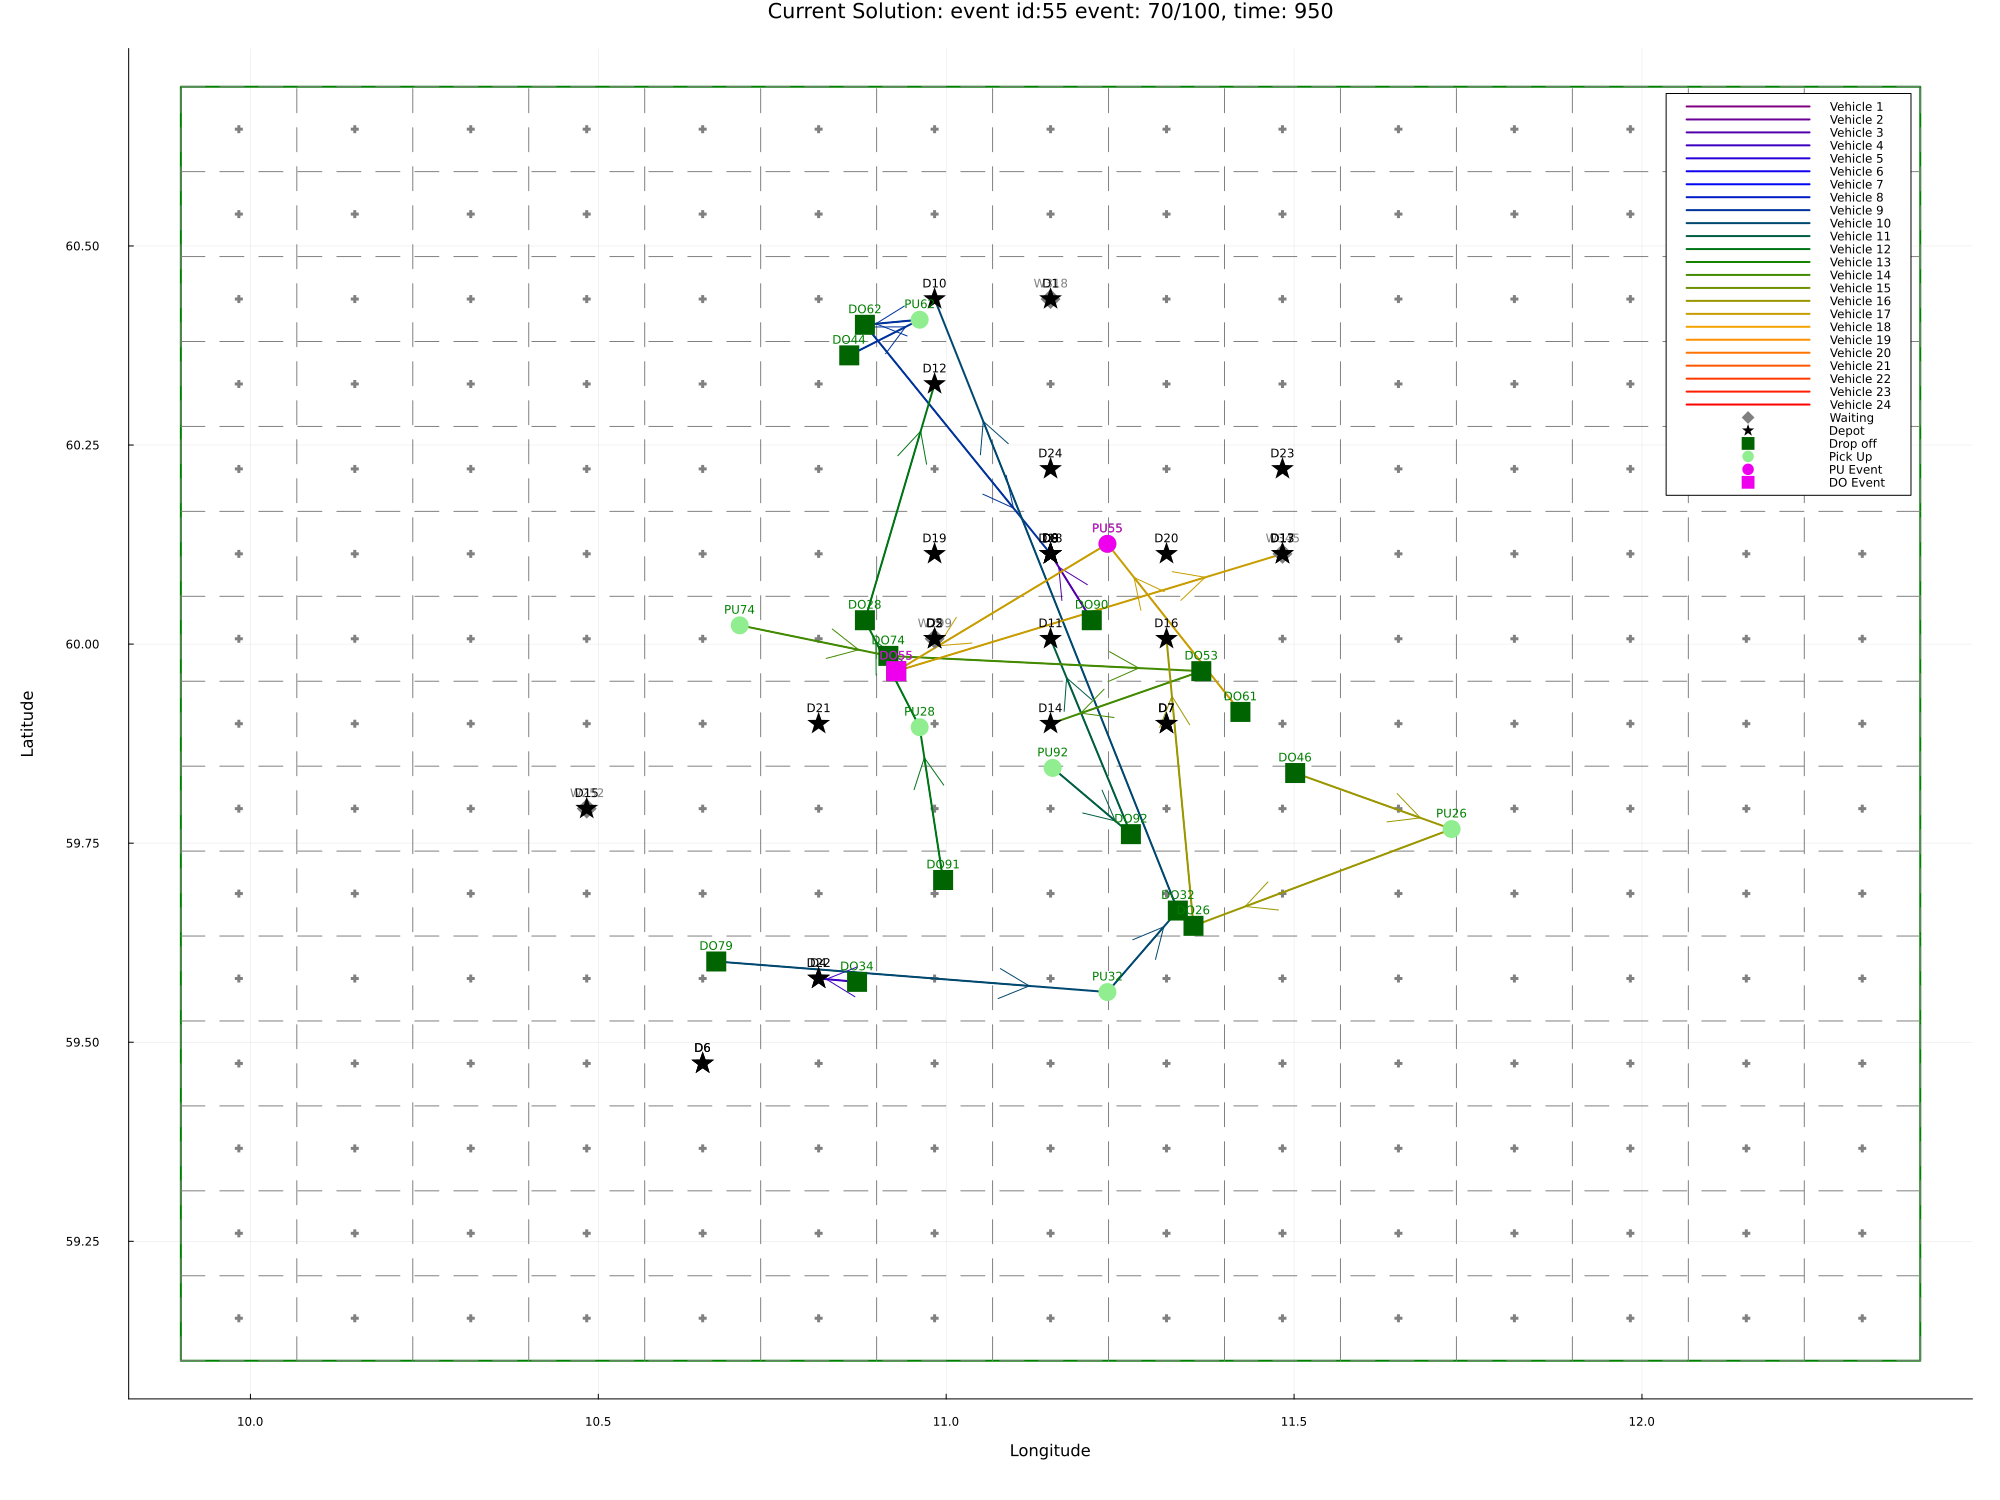 Current Solution: event id:55 event: 70/100, time: 950
Vehicle 1
Vehicle 2
Vehicle 3
Vehicle 4
Vehicle 5
Vehicle 6
Vehicle 7
Vehicle 8
Vehicle 9
Vehicle 10
Vehicle 11
Vehicle 12
Vehicle 13
Vehicle 14
Vehicle 15
Vehicle 16
Vehicle 17
Vehicle 18
Vehicle 19
Vehicle 20
Vehicle 21
Vehicle 22
Vehicle 23
Vehicle 24
Waiting
Depot
Drop off
Pick Up
PU Event
DO Event
60.50
D10
D1
DO62
PU62
DO44
D12
60.25
D24
D23
PU55
D19
D20
DO28
DO90
PU74
60.00
D11
D16
DO74
DO55
DO53
DO61
D21
PU28
D14
D7
PU92
DO46
D15
PU26
DO92
59.75
DO91
DO32
DO26
DO79
D22
DO34
PU32
59.50
D6
59.25
Latitude
10.0
10.5
11.0
11.5
12.0
Longitude